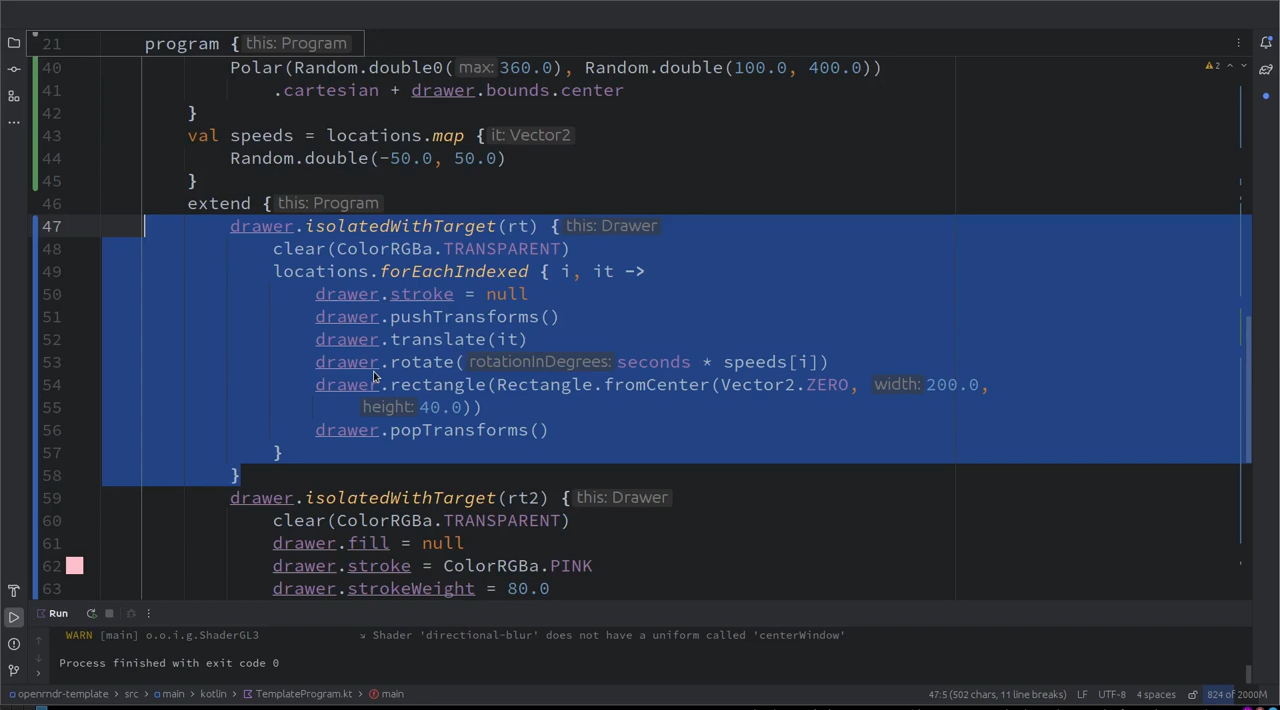 21 program { this: Program
40 Polar(Random.double0( max: 360.0), Random.double(100.0, 400.0))
2
41 .cartesian + drawer.bounds.center
42 }
43 val speeds = locations.map { it: Vector2
44 Random.double(-50.0, 50.0)
45 }
46 extend { this: Program
47 drawer.isolatedWithTarget(rt) { this: Drawer
48 clear(ColorRGBa.TRANSPARENT)
49 locations.forEachIndexed { i, it ->
50 drawer.stroke = null
51 drawer.pushTransforms()
52 drawer.translate(it)
53 drawer.rotate( rotationInDegrees: seconds * speeds[i])
54 drawer.rectangle(Rectangle.fromCenter(Vector2.ZERO, width: 200.0,
55 height: 40.0))
56 drawer.popTransforms()
57 }
58 }
59 drawer.isolatedWithTarget(rt2) { this: Drawer
60 clear(ColorRGBa.TRANSPARENT)
61 drawer.fill = null
62 drawer.stroke = ColorRGBa.PINK
63 drawer.strokeWeight = 80.0
Run
WARN [main] o.o.i.g.ShaderGL3 ↘ Shader 'directional-blur' does not have a uniform called 'centerWindow'
Process finished with exit code 0
openrndr-template > src > main > kotlin > TemplateProgram.kt > main 47:5 (502 chars, 11 line breaks) LF UTF-8 4 spaces 824 of 2000M